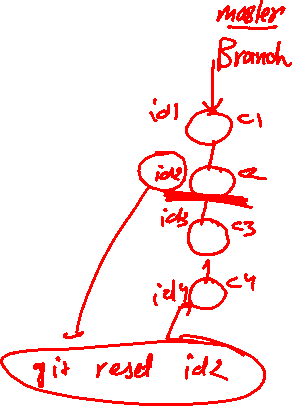 master
Branch
id1 c1
id2 c2
id3 c3
id4 c4
git reset id2